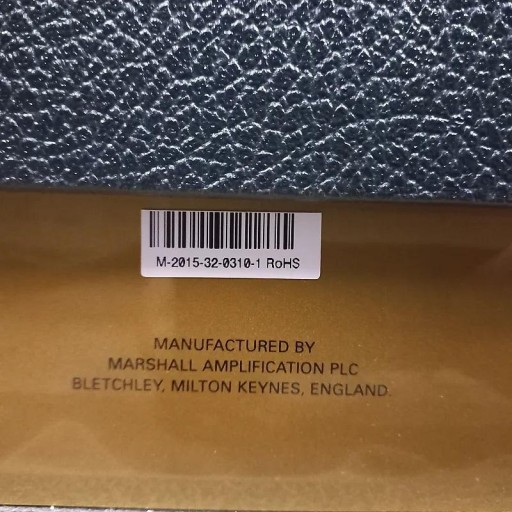 M-2015-32-0310-1 RoHS
MANUFACTURED BY
MARSHALL AMPLIFICATION PLC
BLETCHLEY, MILTON KEYNES, ENGLAND.